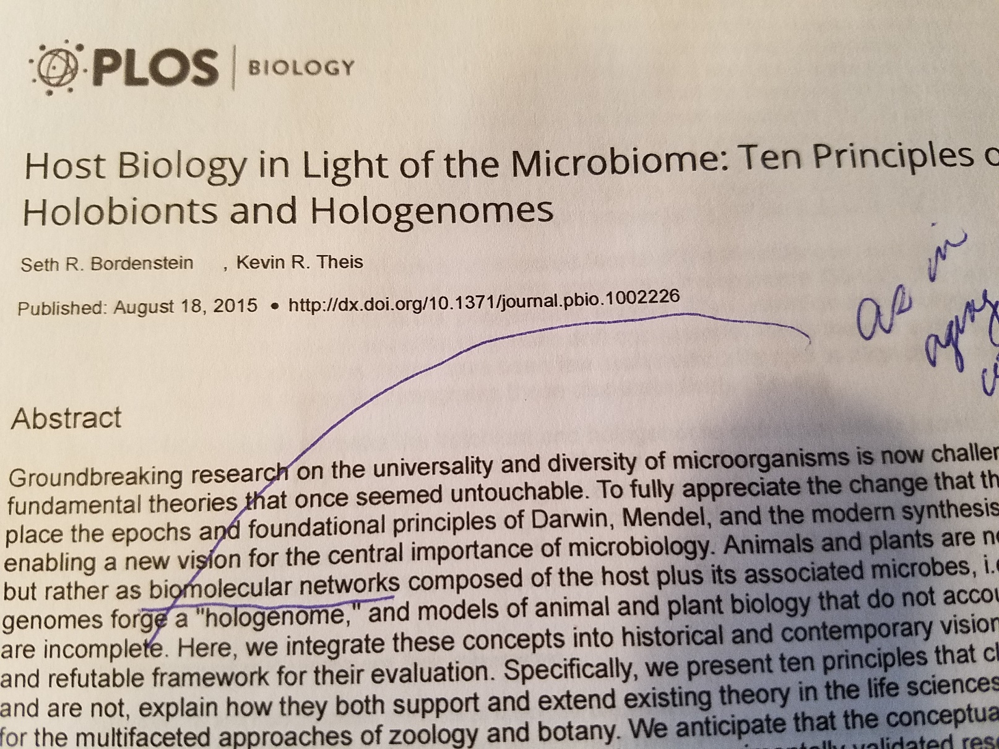 PLOS | BIOLOGY
Host Biology in Light of the Microbiome: Ten Principles o
Holobionts and Hologenomes
Seth R. Bordenstein , Kevin R. Theis
Published: August 18, 2015 • http://dx.doi.org/10.1371/journal.pbio.1002226
as in
Abstract
Groundbreaking research on the universality and diversity of microorganisms is now challen
fundamental theories that once seemed untouchable. To fully appreciate the change that th
place the epochs and foundational principles of Darwin, Mendel, and the modern synthesis
enabling a new vision for the central importance of microbiology. Animals and plants are no
but rather as biomolecular networks composed of the host plus its associated microbes, i.e
genomes forge a "hologenome," and models of animal and plant biology that do not accou
are incomplete. Here, we integrate these concepts into historical and contemporary vision
and refutable framework for their evaluation. Specifically, we present ten principles that cl
and are not, explain how they both support and extend existing theory in the life sciences
for the multifaceted approaches of zoology and botany. We anticipate that the conceptua
validated rese